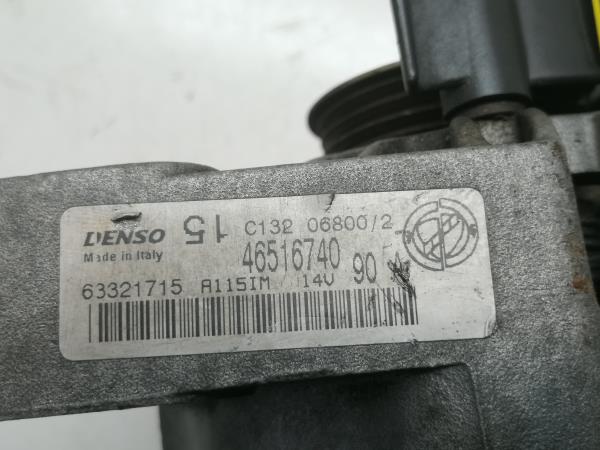 DENSO 15 C132 06800/2
Made in Italy 46516740
63321715 A115IM 14V 90